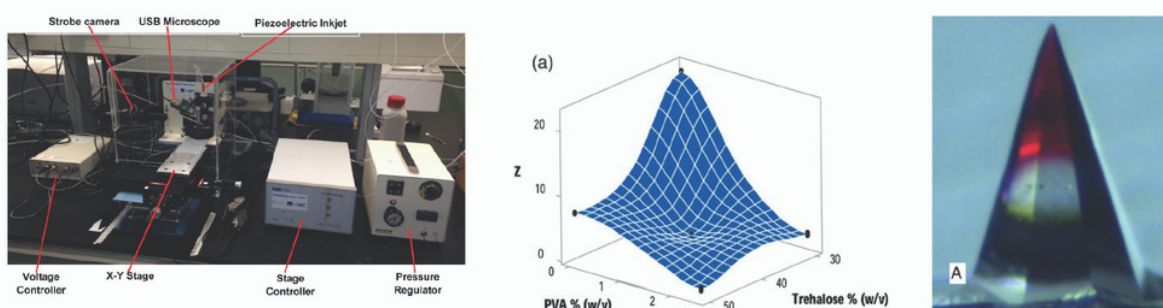 Strobe camera USB Microscope Piezoelectric Inkjet
Voltage
Controller
X-Y Stage
Stage
Controller
Pressure
Regulator
(a)
Z
20
10
0
0
1
2
PVA % (w/v)
50
40
30
Trehalose % (w/v)
A